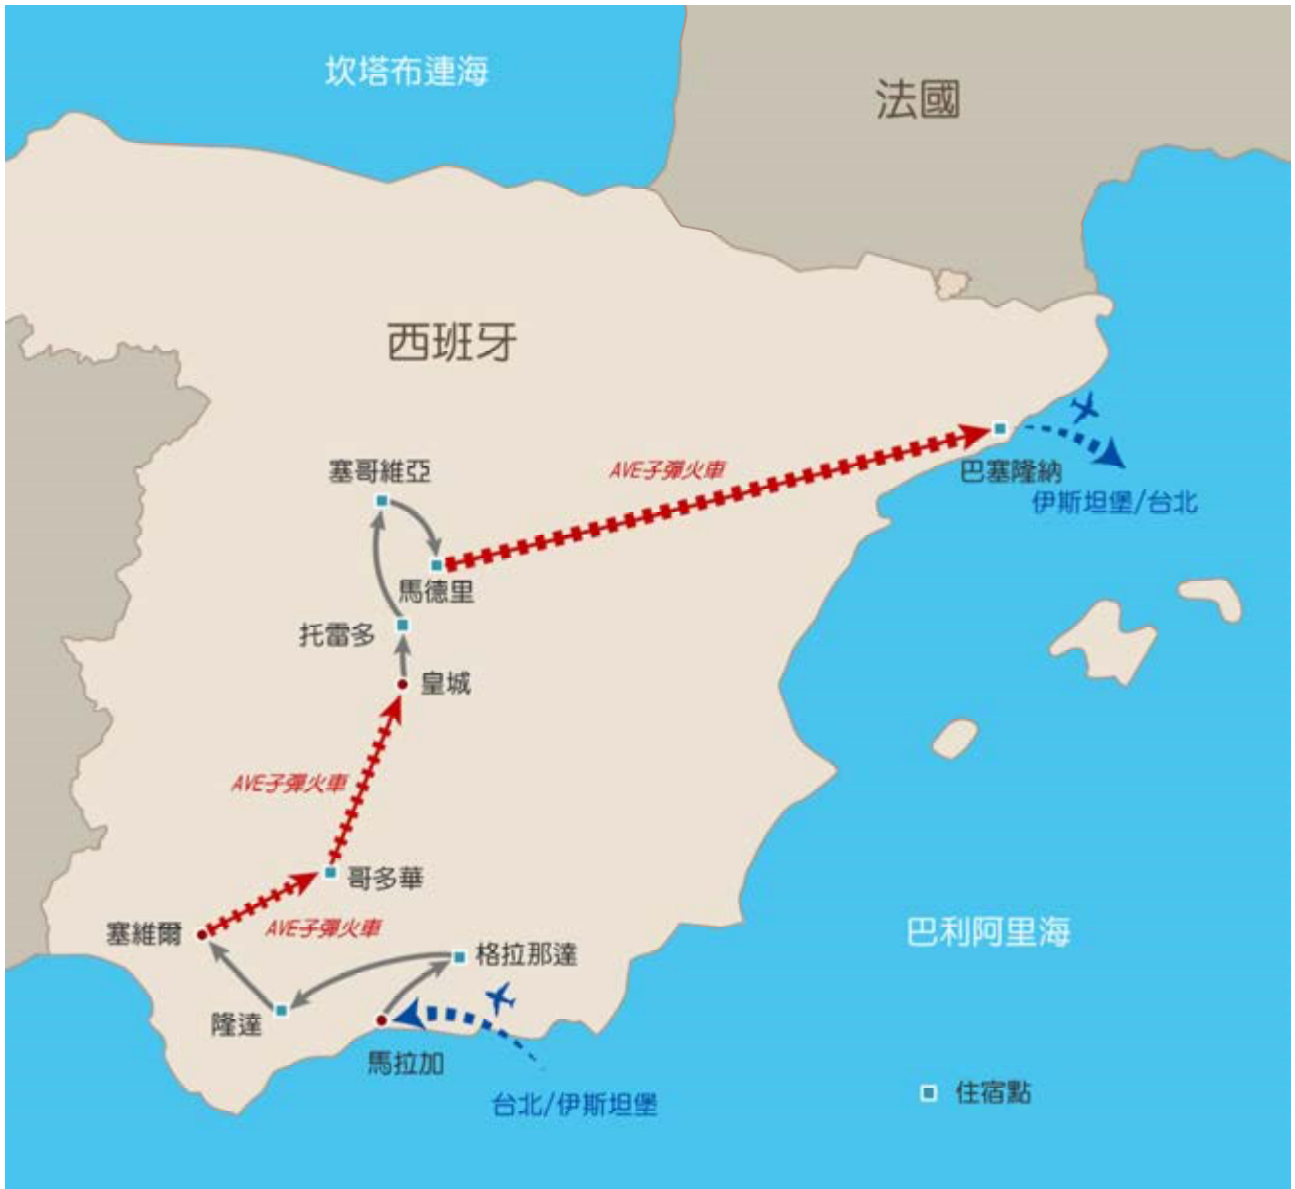 坎塔布連海
法國
西班牙
塞哥維亞
AVE子彈火車
巴塞隆納
伊斯坦堡/台北
馬德里
托雷多
皇城
AVE子彈火車
哥多華
塞維爾
AVE子彈火車
巴利阿里海
格拉那達
隆達
馬拉加
台北/伊斯坦堡
住宿點